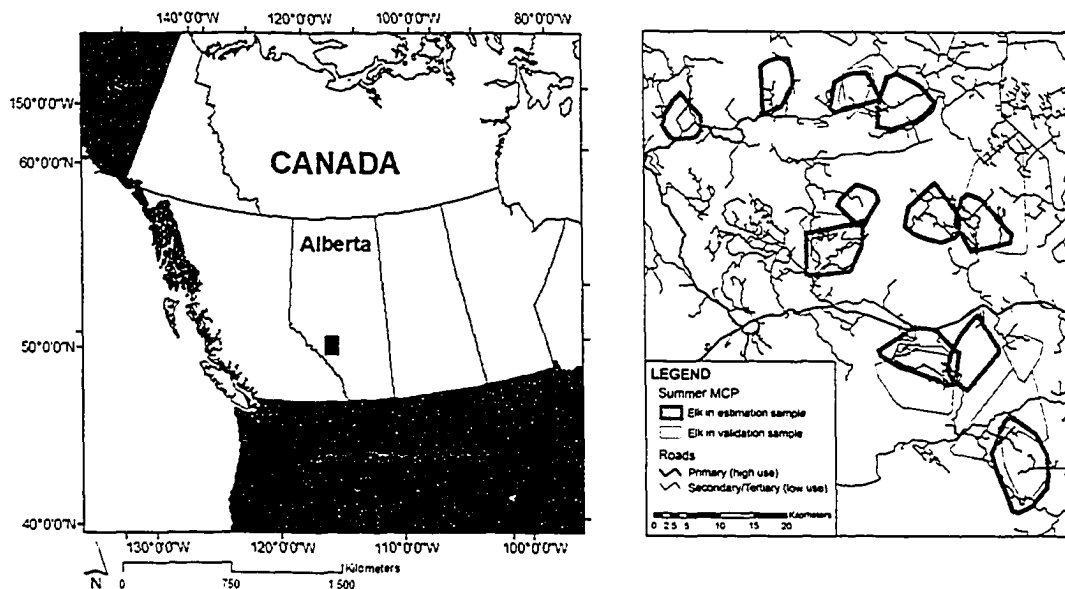 140°0'0"W 120°0'0"W 100°0'0"W 80°0'0"W
150°0'0"W
60°0'0"N
CANADA
Alberta
50°0'0"N
40°0'0"N
130°0'0"W 120°0'0"W 110°0'0"W 100°0'0"W
N
Kilometers
0 750 1 500
LEGEND
Summer MCP
Elk in estimation sample
Elk in validation sample
Roads
Primary (high use)
Secondary/Tertiary (low use)
Kilometers
0 2.5 5 10 15 20